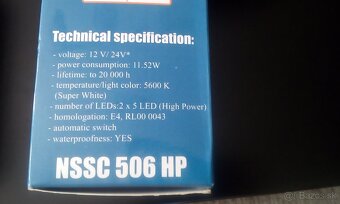 Technical specification:
- voltage: 12 V/ 24V*
- power consumption: 11.52W
- lifetime: to 20 000 h
- temperature/light color: 5600 K
(Super White)
- number of LEDs: 2 x 5 LED (High Power)
- homologation: E4, RL00 0043
- automatic switch
- waterproofness: YES
NSSC 506 HP
bazos.sk